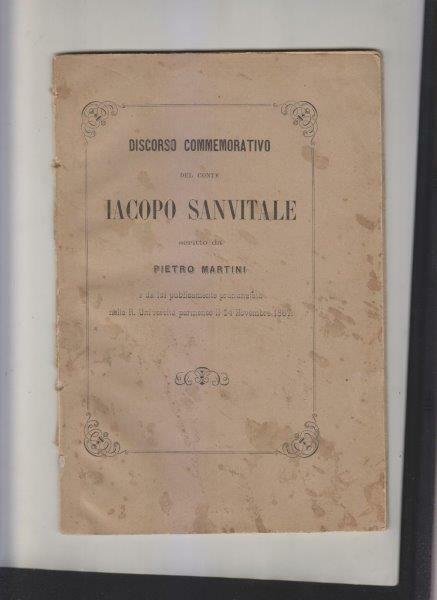 DISCORSO COMMEMORATIVO
DEL CONTE
IACOPO SANVITALE
scritto da
PIETRO MARTINI
e da lui pubblicamente pronunziato
nella R. Università parmense il 24 Novembre 1867.